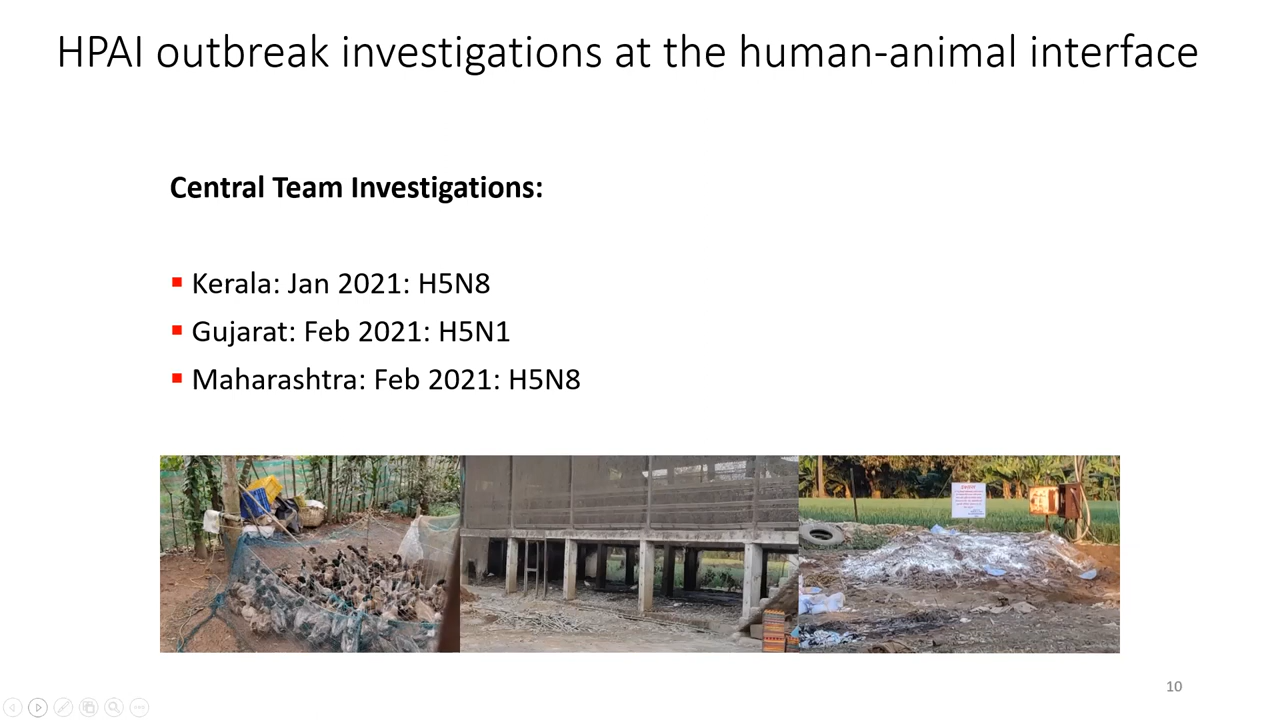 HPAI outbreak investigations at the human-animal interface
Central Team Investigations:
Kerala: Jan 2021: H5N8
Gujarat: Feb 2021: H5N1
Maharashtra: Feb 2021: H5N8
10